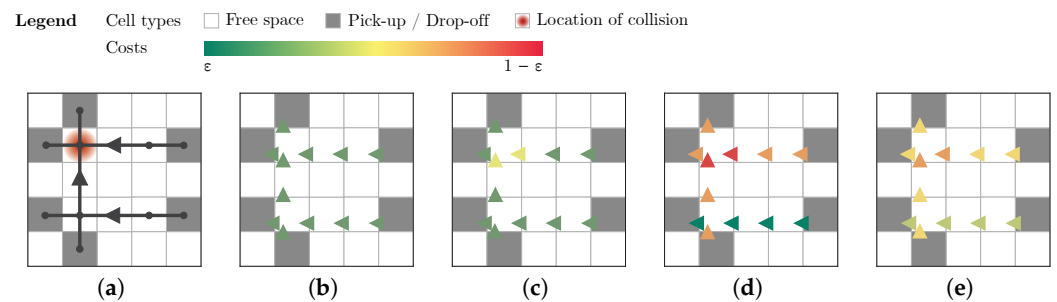 Legend Cell types Free space Pick-up / Drop-off Location of collision
Costs
ε 1 − ε
(a) (b) (c) (d) (e)